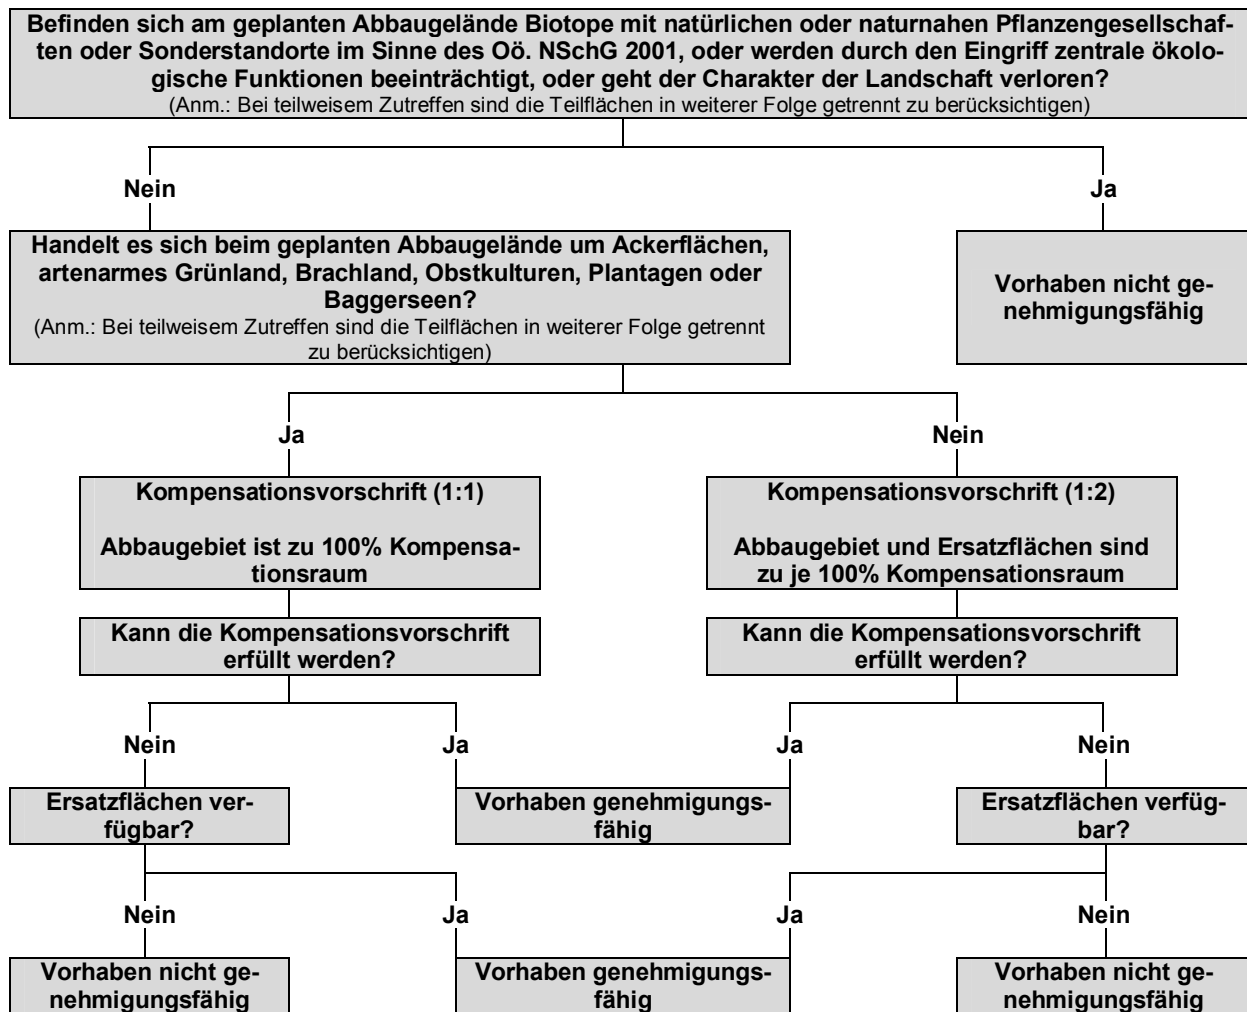 Befinden sich am geplanten Abbaugelände Biotope mit natürlichen oder naturnahen Pflanzengesellschaf-
ten oder Sonderstandorte im Sinne des Oö. NSchG 2001, oder werden durch den Eingriff zentrale ökolo-
gische Funktionen beeinträchtigt, oder geht der Charakter der Landschaft verloren?
(Anm.: Bei teilweisem Zutreffen sind die Teilflächen in weiterer Folge getrennt zu berücksichtigen)
Nein
Ja
Handelt es sich beim geplanten Abbaugelände um Ackerflächen,
artenarmes Grünland, Brachland, Obstkulturen, Plantagen oder
Baggerseen?
(Anm.: Bei teilweisem Zutreffen sind die Teilflächen in weiterer Folge getrennt
zu berücksichtigen)
Vorhaben nicht ge-
nehmigungsfähig
Ja
Nein
Kompensationsvorschrift (1:1)
Abbaugebiet ist zu 100% Kompensa-
tionsraum
Kompensationsvorschrift (1:2)
Abbaugebiet und Ersatzflächen sind
zu je 100% Kompensationsraum
Kann die Kompensationsvorschrift
erfüllt werden?
Kann die Kompensationsvorschrift
erfüllt werden?
Nein
Ja
Ja
Nein
Ersatzflächen ver-
fügbar?
Vorhaben genehmigungs-
fähig
Ersatzflächen verfüg-
bar?
Nein
Ja
Ja
Nein
Vorhaben nicht ge-
nehmigungsfähig
Vorhaben genehmigungs-
fähig
Vorhaben nicht ge-
nehmigungsfähig